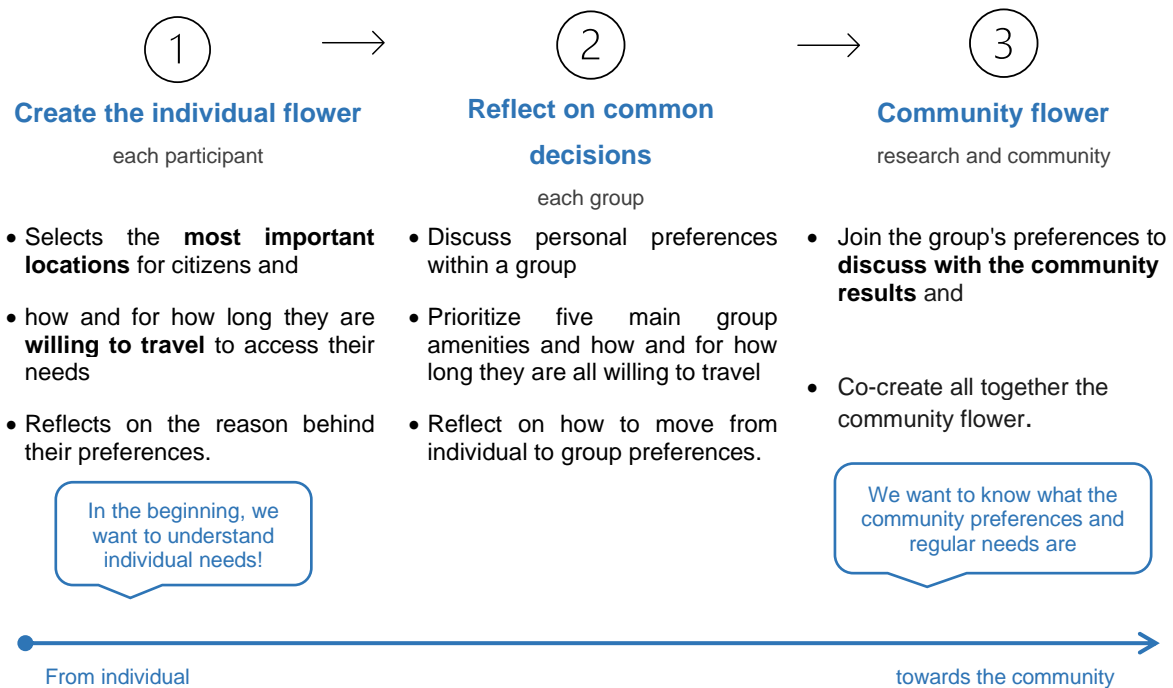 1
Create the individual flower
each participant
• Selects the most important
locations for citizens and
• how and for how long they are
willing to travel to access their
needs
• Reflects on the reason behind
their preferences.
In the beginning, we
want to understand
individual needs!
2
Reflect on common
decisions
each group
• Discuss personal preferences
within a group
• Prioritize five main group
amenities and how and for how
long they are all willing to travel
• Reflect on how to move from
individual to group preferences.
3
Community flower
research and community
• Join the group's preferences to
discuss with the community
results and
• Co-create all together the
community flower.
We want to know what the
community preferences and
regular needs are
From individual
towards the community